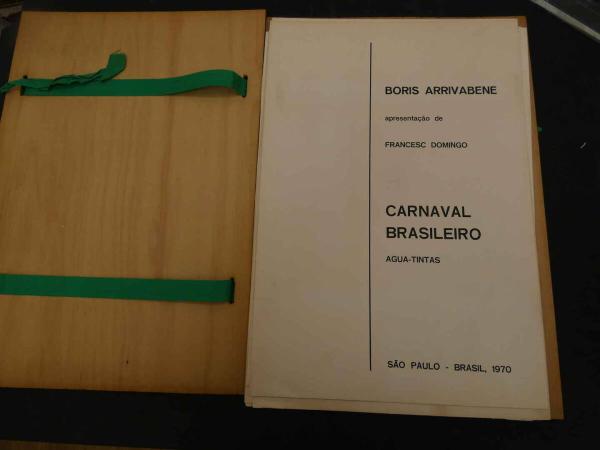 BORIS ARRIVABENE
apresentação de
FRANCESC DOMINGO
CARNAVAL
BRASILEIRO
AGUA-TINTAS
SÃO PAULO - BRASIL, 1970